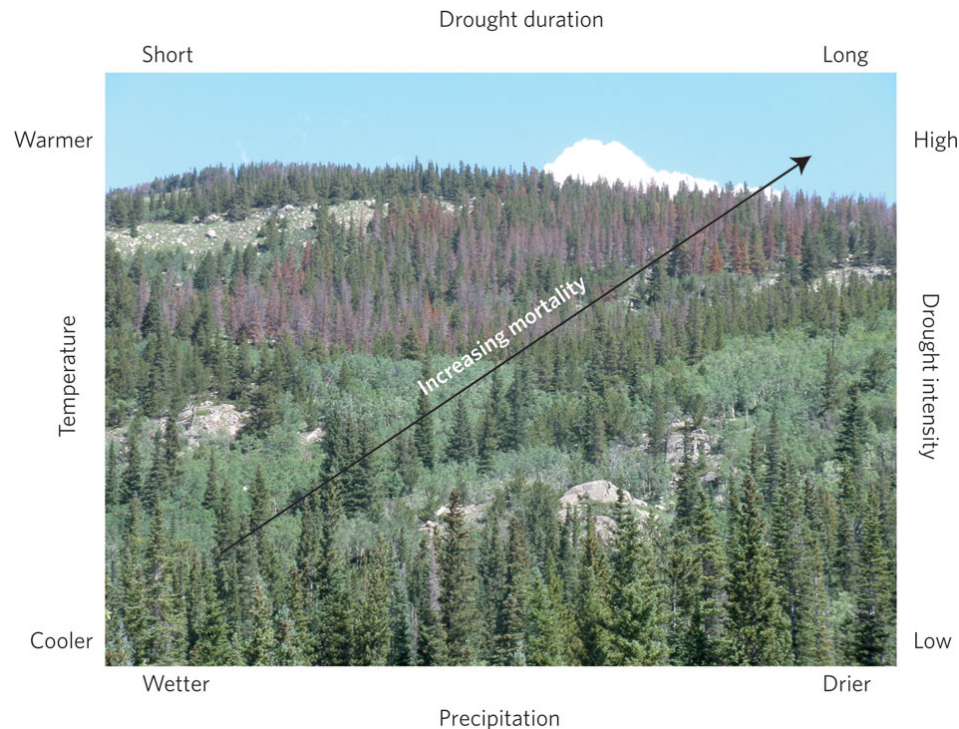 Drought duration
Short
Long
Warmer
High
Increasing mortality
Temperature
Drought intensity
Cooler
Low
Wetter
Drier
Precipitation